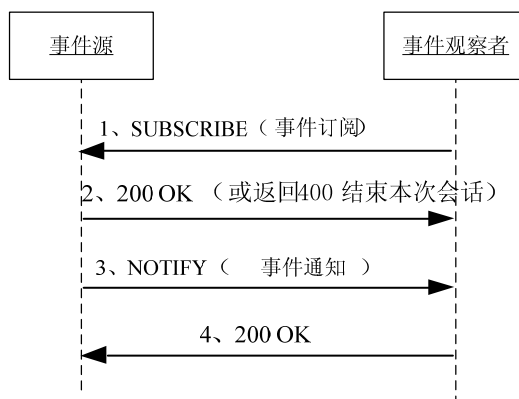 事件源
事件观察者
1、SUBSCRIBE（事件订阅）
2、200 OK （或返回400 结束本次会话）
3、NOTIFY（ 事件通知 ）
4、200 OK